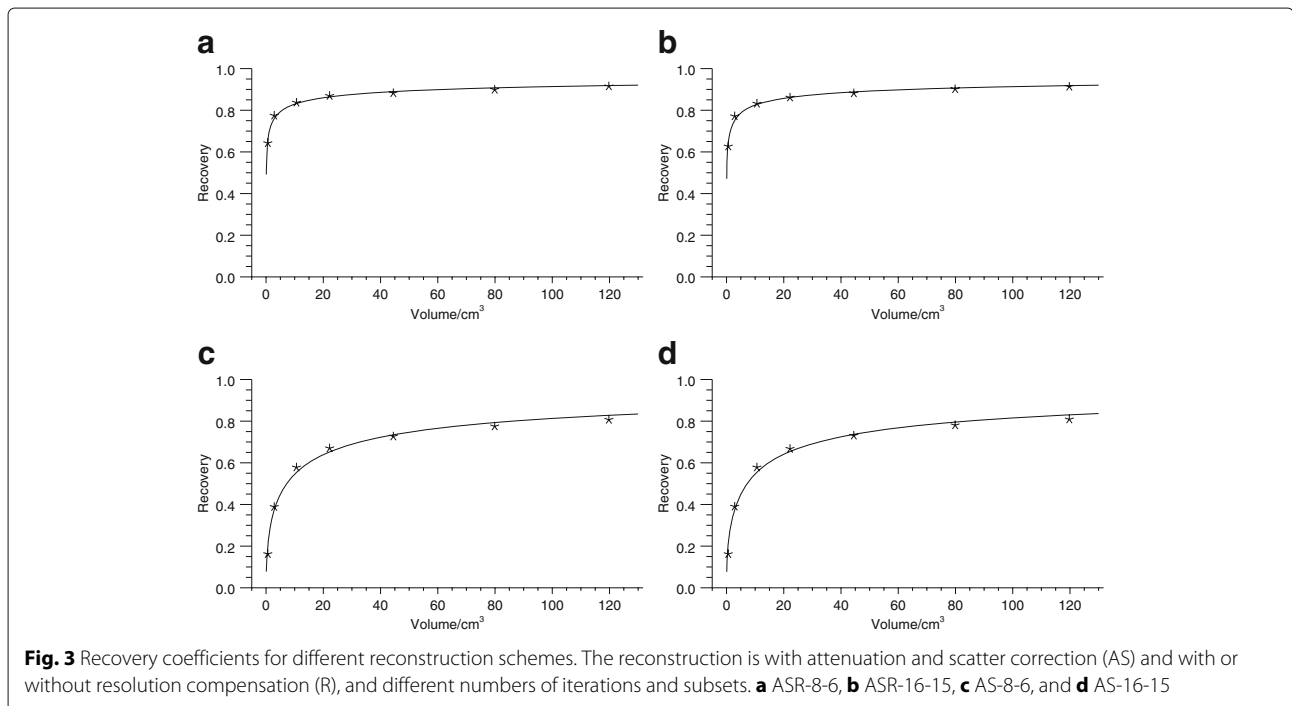 a
1.0
0.8
0.6
0.4
0.2
0.0
Recovery
0 20 40 60 80 100 120
Volume/cm³
b
1.0
0.8
0.6
0.4
0.2
0.0
Recovery
0 20 40 60 80 100 120
Volume/cm³
c
1.0
0.8
0.6
0.4
0.2
0.0
Recovery
0 20 40 60 80 100 120
Volume/cm³
d
1.0
0.8
0.6
0.4
0.2
0.0
Recovery
0 20 40 60 80 100 120
Volume/cm³
Fig. 3 Recovery coefficients for different reconstruction schemes. The reconstruction is with attenuation and scatter correction (AS) and with or
without resolution compensation (R), and different numbers of iterations and subsets. a ASR-8-6, b ASR-16-15, c AS-8-6, and d AS-16-15